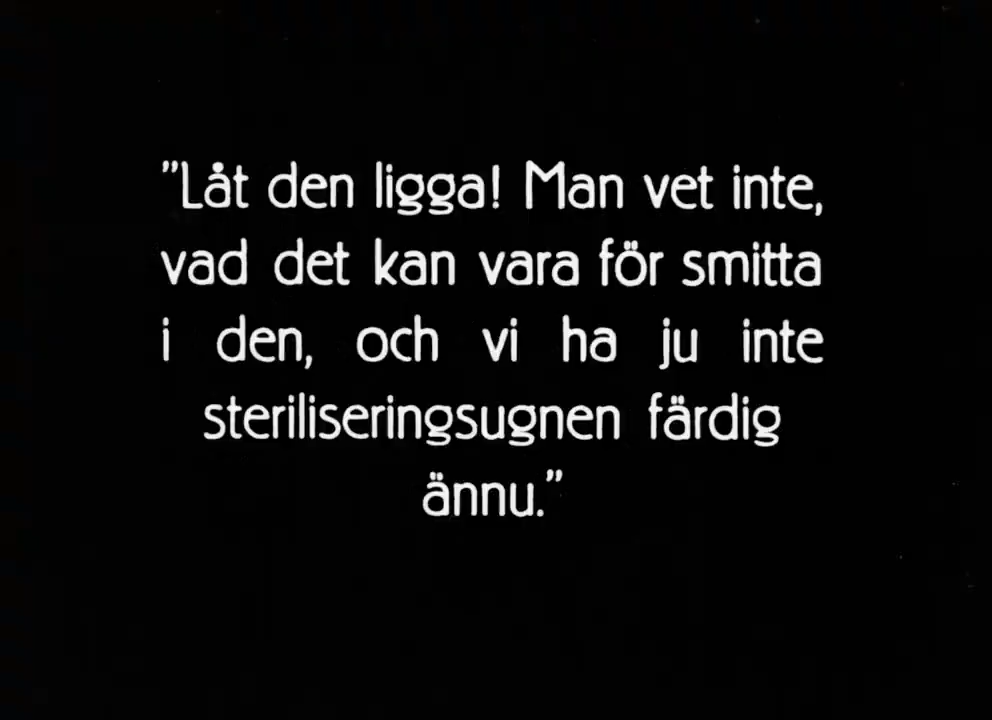 "Låt den ligga! Man vet inte,
vad det kan vara för smitta
i den, och vi ha ju inte
steriliseringsugnen färdig
ännu."